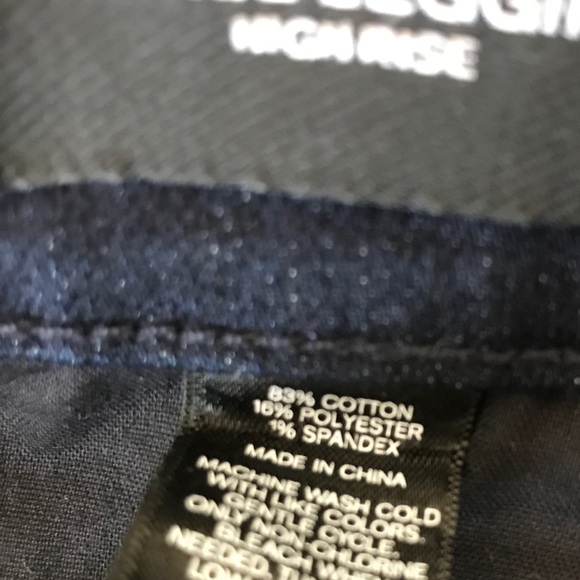 HIGH RISE
83% COTTON
16% POLYESTER
1% SPANDEX
MADE IN CHINA
MACHINE WASH COLD
WITH LIKE COLORS.
GENTLE CYCLE.
ONLY NON-CHLORINE
BLEACH WHEN
NEEDED. T
LOW